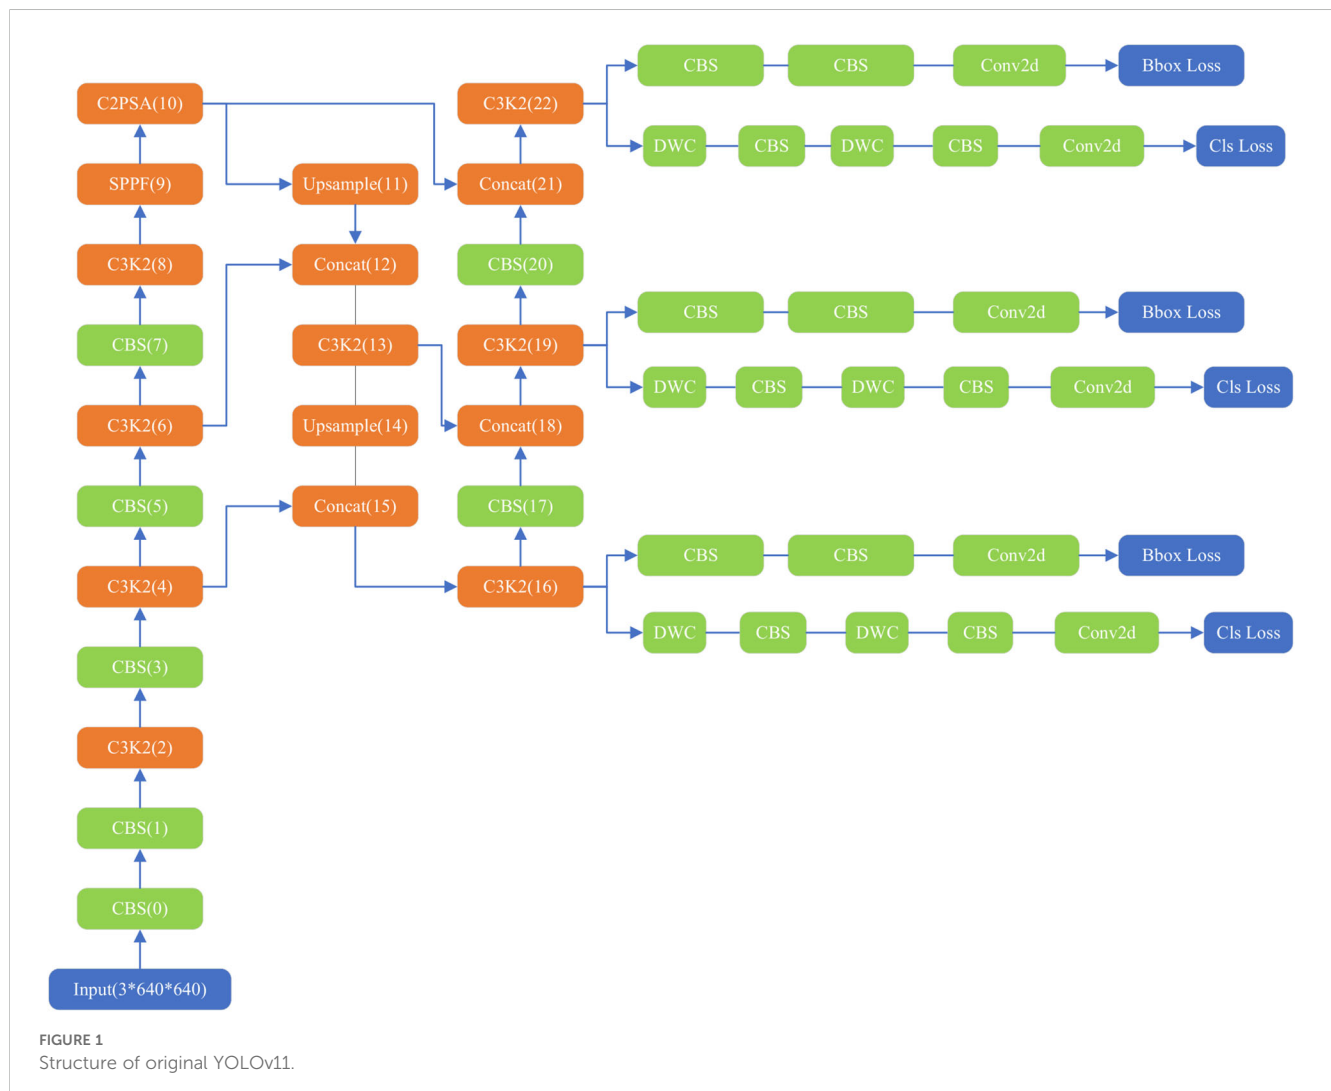 C2PSA(10)
SPPF(9)
C3K2(8)
CBS(7)
C3K2(6)
CBS(5)
C3K2(4)
CBS(3)
C3K2(2)
CBS(1)
CBS(0)
Input(3*640*640)
Upsample(11)
Concat(12)
C3K2(13)
Upsample(14)
Concat(15)
C3K2(22)
Concat(21)
CBS(20)
C3K2(19)
Concat(18)
CBS(17)
C3K2(16)
CBS CBS Conv2d Bbox Loss
DWC CBS DWC CBS Conv2d Cls Loss
CBS CBS Conv2d Bbox Loss
DWC CBS DWC CBS Conv2d Cls Loss
CBS CBS Conv2d Bbox Loss
DWC CBS DWC CBS Conv2d Cls Loss
FIGURE 1
Structure of original YOLOv11.